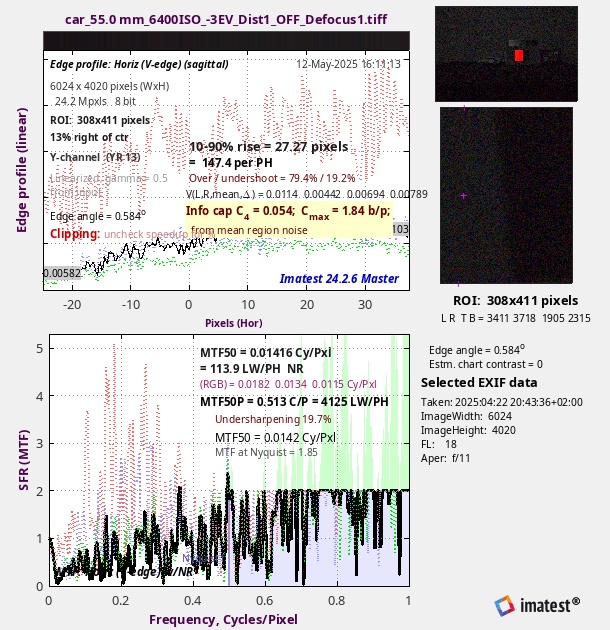 car_55.0 mm_6400ISO_-3EV_Dist1_OFF_Defocus1.tiff
Edge profile: Horiz (V-edge) (sagittal)
12-May-2025 16:11:13
6024 x 4020 pixels (WxH)
24.2 Mpxls 8 bit
ROI: 308x411 pixels
13% right of ctr
10-90% rise = 27.27 pixels
Y-channel (YR 13)
= 147.4 per PH
Linearized, gamma = 0.5
Over / undershoot = 79.4% / 19.2%
from input
V(L,R,mean,Δ) = 0.0114 0.00442 0.00694 0.00789
Edge angle = 0.584⁰
Info cap C4 = 0.054; Cmax = 1.84 b/p;
Clipping: uncheck speedup for
from mean region noise
103
0.00582
Imatest 24.2.6 Master
Edge profile (linear)
-20 -10 0 10 20 30
Pixels (Hor)
ROI: 308x411 pixels
L R T B = 3411 3718 1905 2315
Edge angle = 0.584⁰
Estm. chart contrast = 0
Selected EXIF data
Taken: 2025:04:22 20:43:36+02:00
ImageWidth: 6024
ImageHeight: 4020
FL: 18
Aper: f/11
MTF50 = 0.01416 Cy/Pxl
= 113.9 LW/PH NR
(RGB) = 0.0182 0.0134 0.0115 Cy/Pxl
MTF50P = 0.513 C/P = 4125 LW/PH
Undersharpening 19.7%
MTF50 = 0.0142 Cy/Pxl
MTF at Nyquist = 1.85
SFR (MTF)
5
4
3
2
1
0
0 0.2 0.4 0.6 0.8 1
Frequency, Cycles/Pixel
imatest®